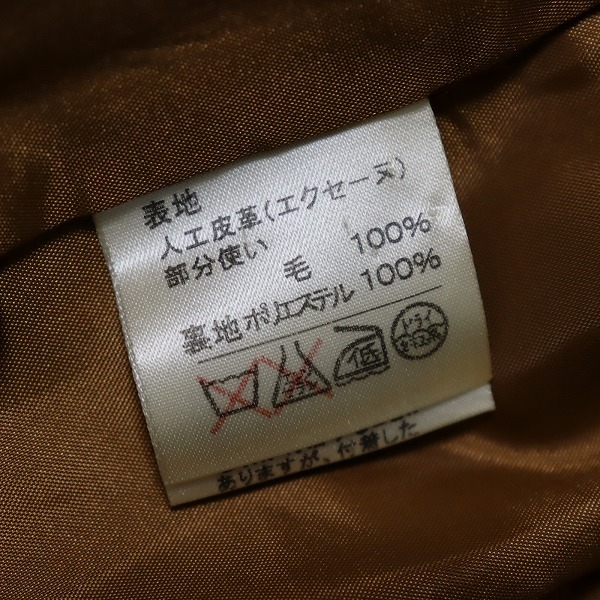 表地
人工皮革(エクセーヌ)
部分使い
毛 100%
裏地ポリエステル 100%
低 ドライ
ありますが、付着した